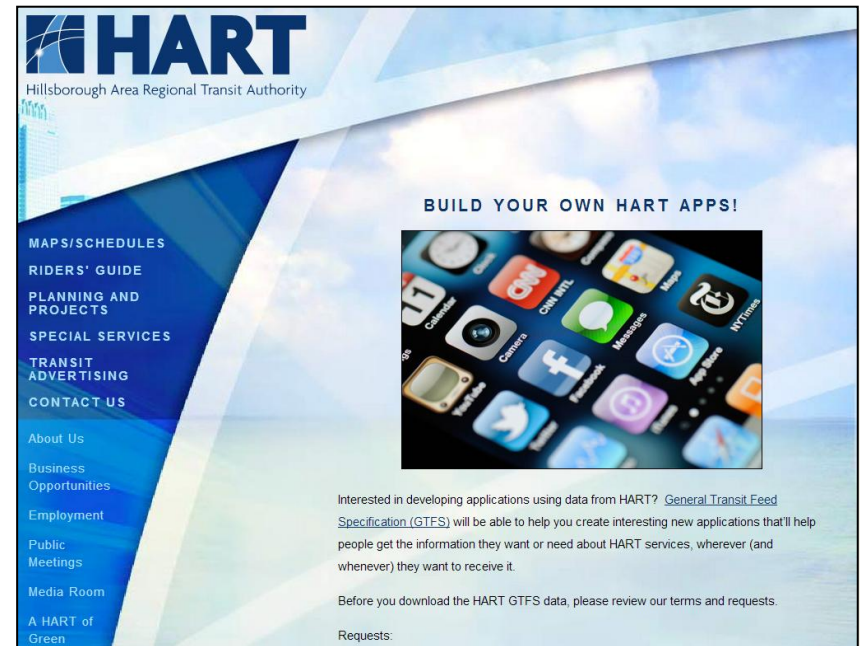 HART
Hillsborough Area Regional Transit Authority
MAPS/SCHEDULES
RIDERS' GUIDE
PLANNING AND
PROJECTS
SPECIAL SERVICES
TRANSIT
ADVERTISING
CONTACT US
About Us
Business
Opportunities
Employment
Public
Meetings
Media Room
A HART of
Green
BUILD YOUR OWN HART APPS!
Clock
11
Calendar
CNN
CNN INTL
Maps
Camera
Messages
NYTimes
YouTube
Facebook
App Store
Twitter
iTunes
Interested in developing applications using data from HART? General Transit Feed
Specification (GTFS) will be able to help you create interesting new applications that'll help
people get the information they want or need about HART services, wherever (and
whenever) they want to receive it.
Before you download the HART GTFS data, please review our terms and requests.
Requests: